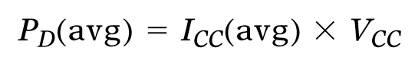 P_D(avg) = I_CC(avg) × V_CC